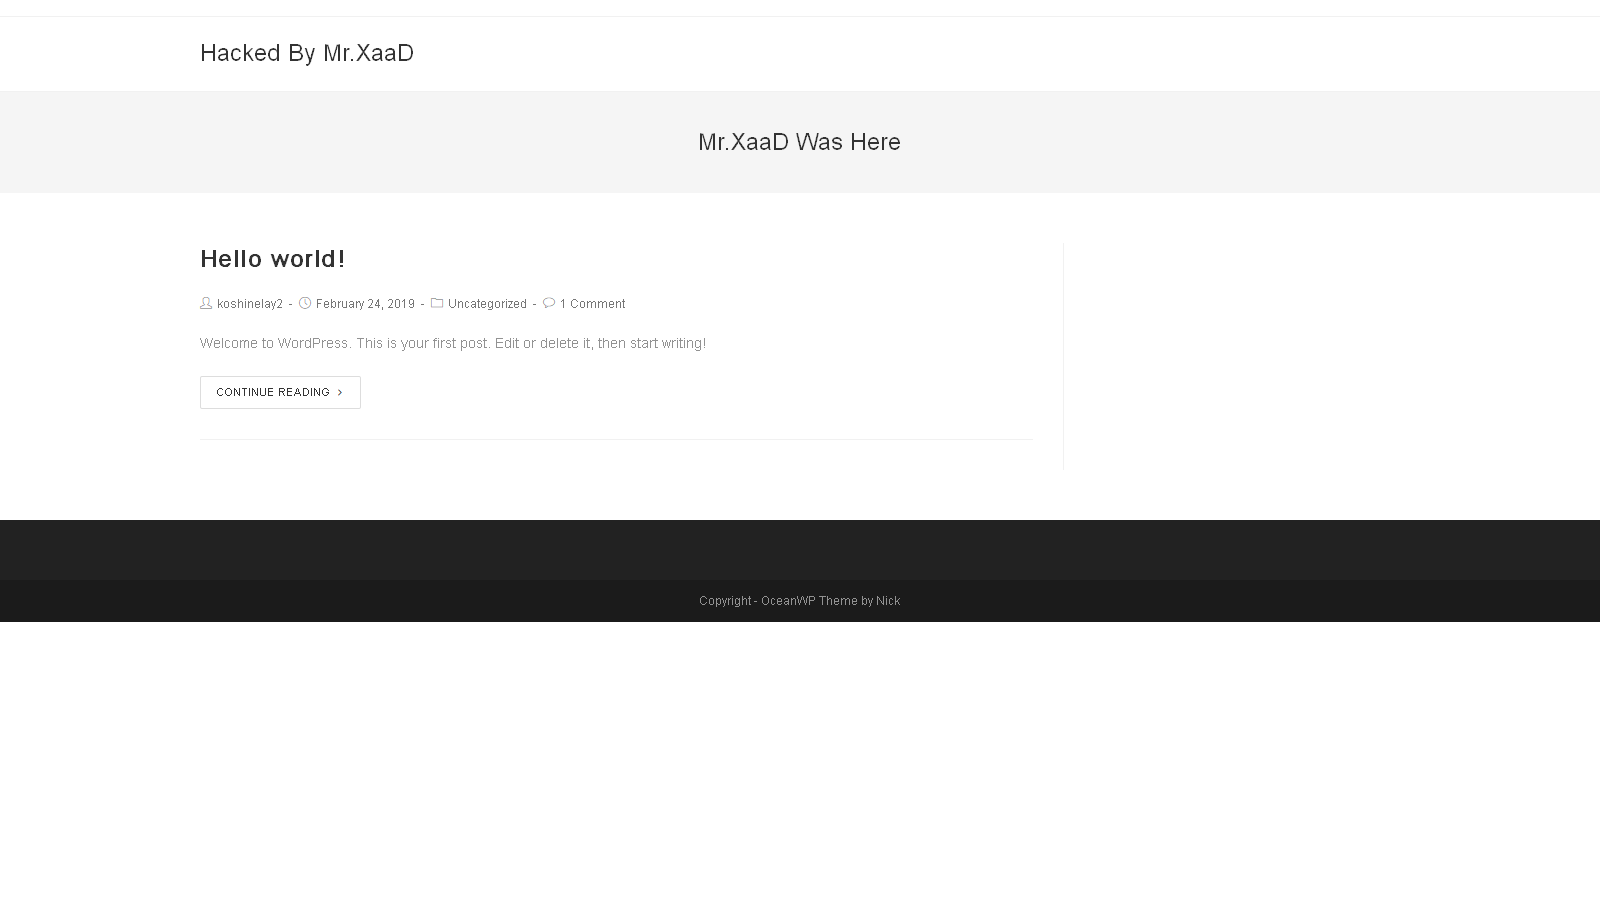 Hacked By Mr.XaaD
Mr.XaaD Was Here
Hello world!
koshinelay2 - February 24, 2019 - Uncategorized - 1 Comment
Welcome to WordPress. This is your first post. Edit or delete it, then start writing!
CONTINUE READING
Copyright - OceanWP Theme by Nick